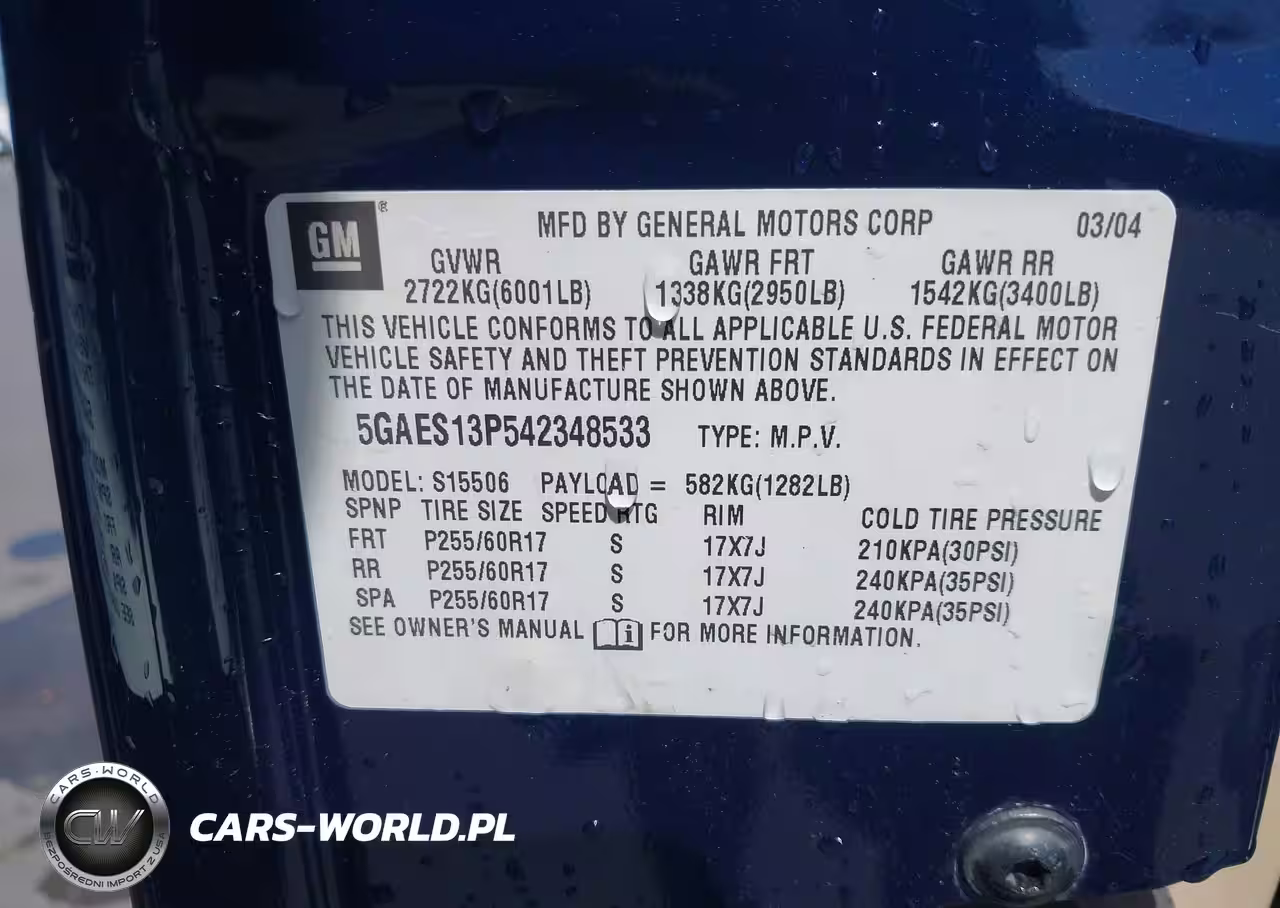 GM ®
MFD BY GENERAL MOTORS CORP 03/04
GVWR GAWR FRT GAWR RR
2722KG(6001LB) 1338KG(2950LB) 1542KG(3400LB)
THIS VEHICLE CONFORMS TO ALL APPLICABLE U.S. FEDERAL MOTOR
VEHICLE SAFETY AND THEFT PREVENTION STANDARDS IN EFFECT ON
THE DATE OF MANUFACTURE SHOWN ABOVE.
5GAES13P542348533 TYPE: M.P.V.
MODEL: S15506 PAYLOAD = 582KG(1282LB)
SPNP TIRE SIZE SPEED RTG RIM COLD TIRE PRESSURE
FRT P255/60R17 S 17X7J 210KPA(30PSI)
RR P255/60R17 S 17X7J 240KPA(35PSI)
SPA P255/60R17 S 17X7J 240KPA(35PSI)
SEE OWNER'S MANUAL FOR MORE INFORMATION.
CARS-WORLD
CW
BEZPOŚREDNI IMPORT Z USA
CARS-WORLD.PL